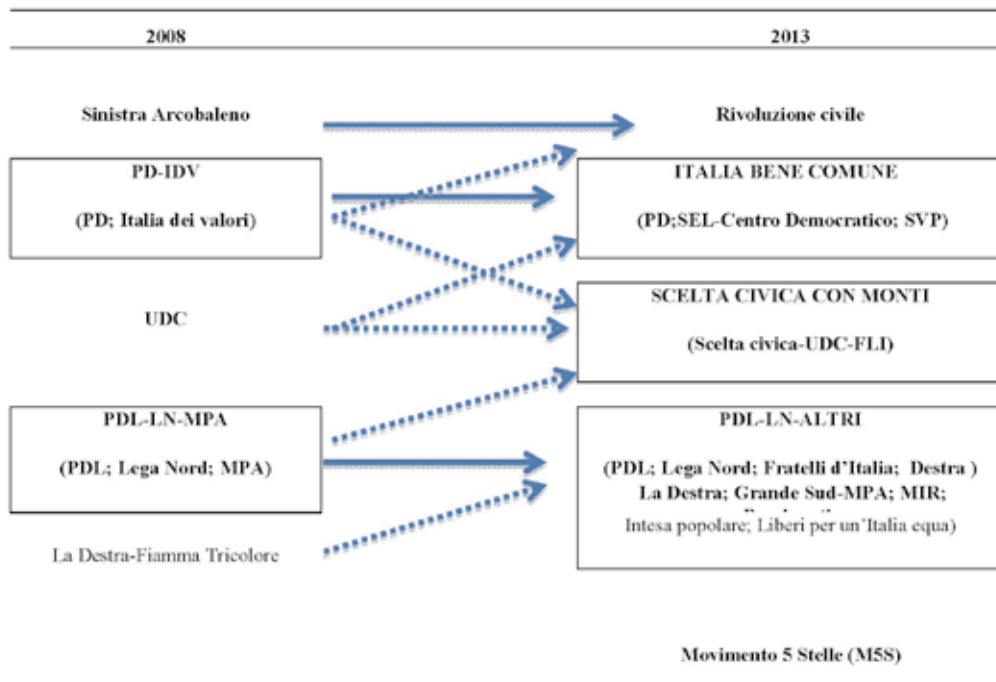 2008 2013
Sinistra Arcobaleno Rivoluzione civile
PD-IDV ITALIA BENE COMUNE
(PD; Italia dei valori) (PD;SEL-Centro Democratico; SVP)
SCELTA CIVICA CON MONTI
UDC
(Scelta civica-UDC-FLI)
PDL-LN-MPA PDL-LN-ALTRI
(PDL; Lega Nord; MPA) (PDL; Lega Nord; Fratelli d'Italia; Destra )
La Destra; Grande Sud-MPA; MIR;
Intesa popolare; Liberi per un'Italia equa)
La Destra-Fiamma Tricolore
Movimento 5 Stelle (M5S)